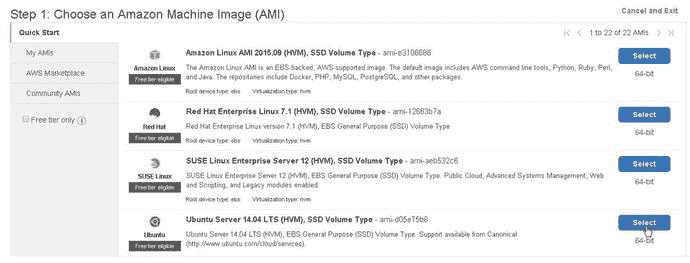 Step 1: Choose an Amazon Machine Image (AMI)
Cancel and Exit
Quick Start
1 to 22 of 22 AMIs
My AMIs
AWS Marketplace
Community AMIs
Free tier only
Amazon Linux
Free tier eligible
Amazon Linux AMI 2015.09 (HVM), SSD Volume Type - ami-e3106686
The Amazon Linux AMI is an EBS-backed, AWS-supported image. The default image includes AWS command line tools, Python, Ruby, Perl,
and Java. The repositories include Docker, PHP, MySQL, PostgreSQL, and other packages.
Root device type: ebs Virtualization type: hvm
Select
64-bit
Red Hat
Free tier eligible
Red Hat Enterprise Linux 7.1 (HVM), SSD Volume Type - ami-12663b7a
Red Hat Enterprise Linux version 7.1 (HVM), EBS General Purpose (SSD) Volume Type
Root device type: ebs Virtualization type: hvm
Select
64-bit
SUSE Linux
Free tier eligible
SUSE Linux Enterprise Server 12 (HVM), SSD Volume Type - ami-aeb532c6
SUSE Linux Enterprise Server 12 (HVM), EBS General Purpose (SSD) Volume Type. Public Cloud, Advanced Systems Management, Web
and Scripting, and Legacy modules enabled.
Root device type: ebs Virtualization type: hvm
Select
64-bit
Ubuntu
Free tier eligible
Ubuntu Server 14.04 LTS (HVM), SSD Volume Type - ami-d05e75b8
Ubuntu Server 14.04 LTS (HVM), EBS General Purpose (SSD) Volume Type. Support available from Canonical
(http://www.ubuntu.com/cloud/services).
Select
64-bit